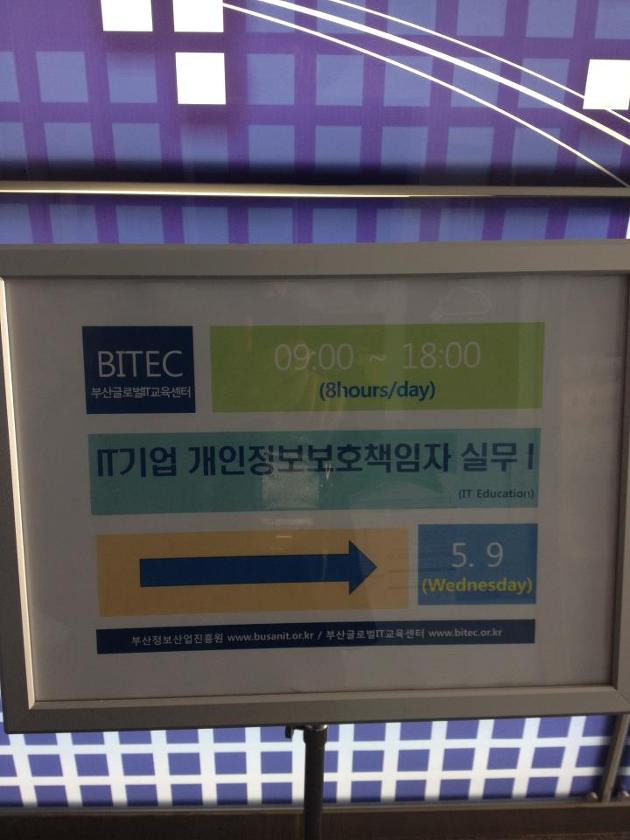 BITEC
부산글로벌IT교육센터
09:00 ~ 18:00
(8hours/day)
IT기업 개인정보보호책임자 실무 I
(IT Education)
5. 9
(Wednesday)
부산정보산업진흥원 www.busanit.or.kr / 부산글로벌IT교육센터 www.bitec.or.kr